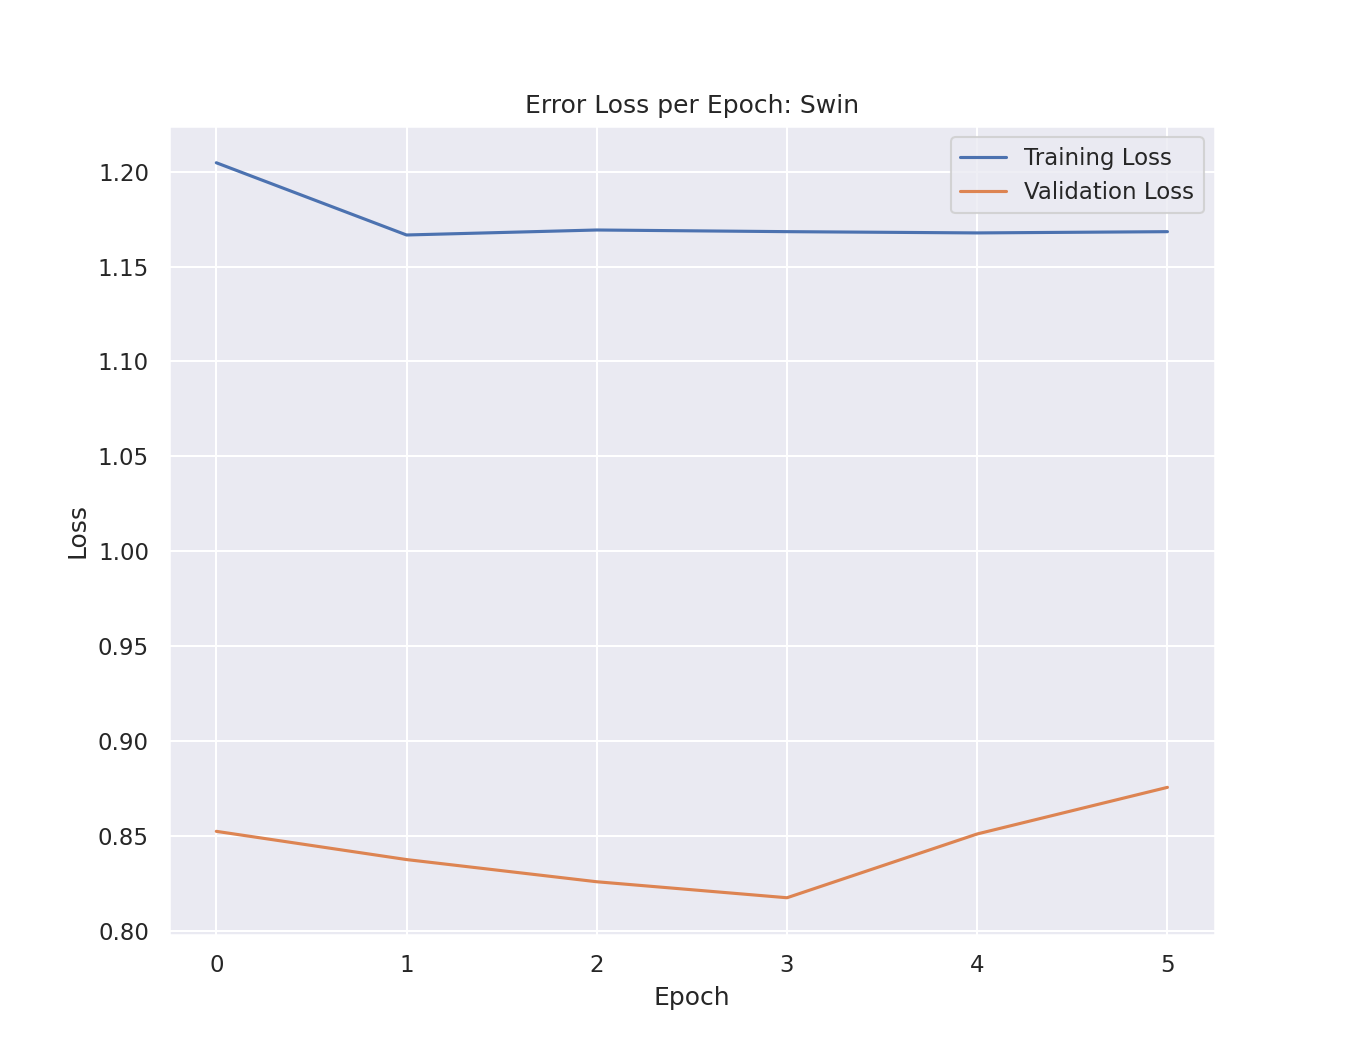 Error Loss per Epoch: Swin
Training Loss
Validation Loss
1.20
1.15
1.10
1.05
1.00
0.95
0.90
0.85
0.80
Loss
0 1 2 3 4 5
Epoch